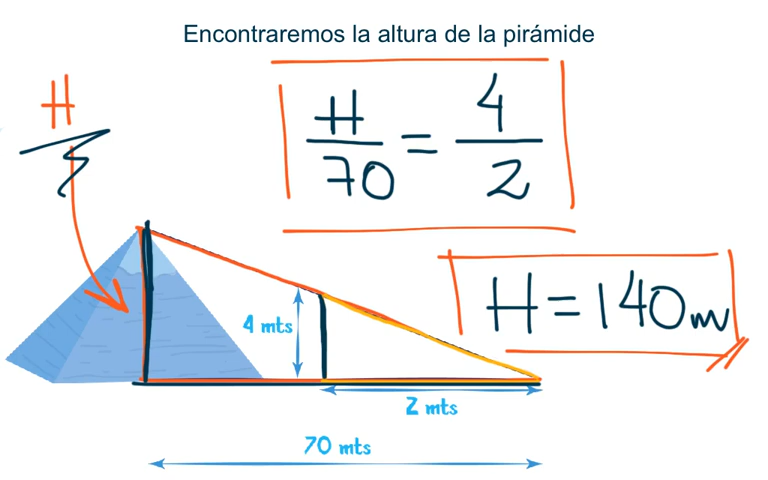 Encontraremos la altura de la pirámide
H
H/70 = 4/2
H = 140m
4 mts
2 mts
70 mts